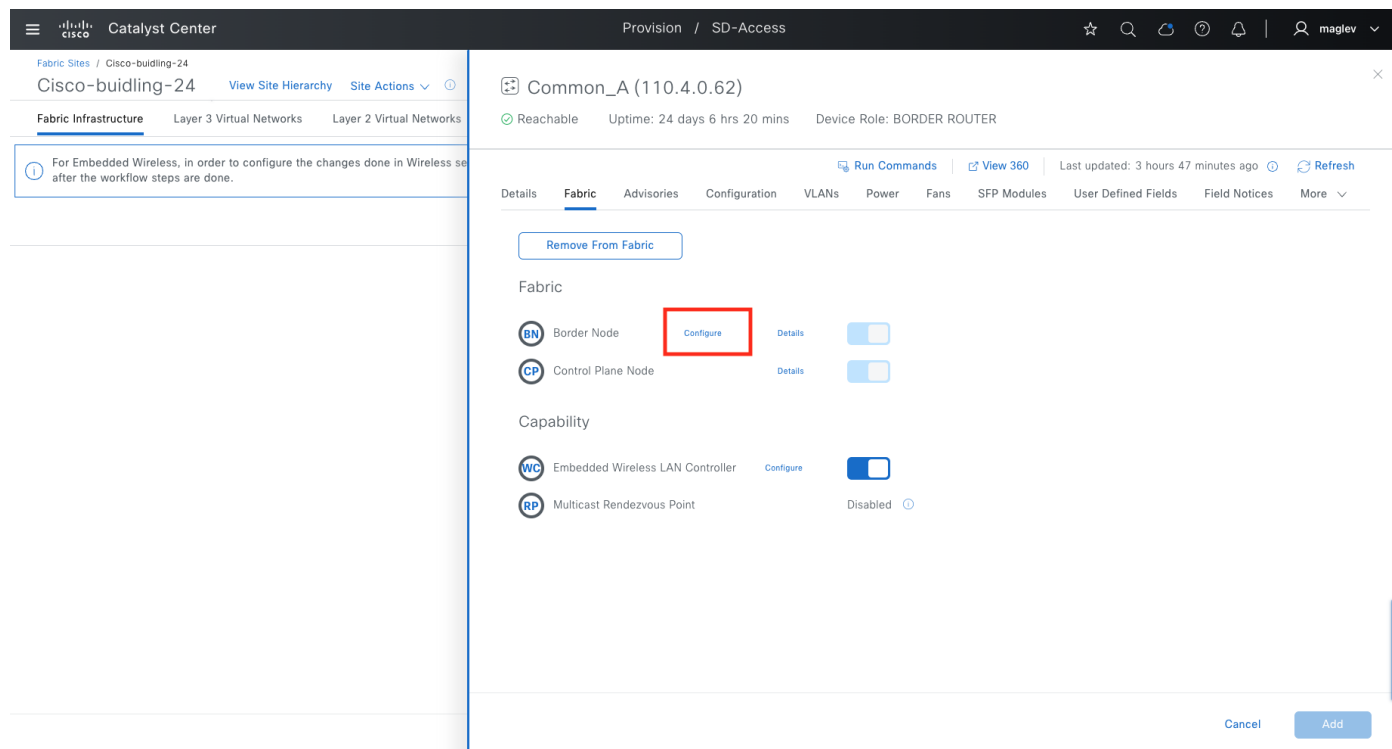 cisco Catalyst Center
Provision / SD-Access
maglev
Fabric Sites / Cisco-buidling-24
Cisco-buidling-24 View Site Hierarchy Site Actions
Fabric Infrastructure Layer 3 Virtual Networks Layer 2 Virtual Networks
For Embedded Wireless, in order to configure the changes done in Wireless se
after the workflow steps are done.
Common_A (110.4.0.62)
Reachable Uptime: 24 days 6 hrs 20 mins Device Role: BORDER ROUTER
Run Commands View 360 Last updated: 3 hours 47 minutes ago Refresh
Details Fabric Advisories Configuration VLANs Power Fans SFP Modules User Defined Fields Field Notices More
Remove From Fabric
Fabric
BN Border Node Configure Details
CP Control Plane Node Details
Capability
WC Embedded Wireless LAN Controller Configure
RP Multicast Rendezvous Point Disabled
Cancel Add